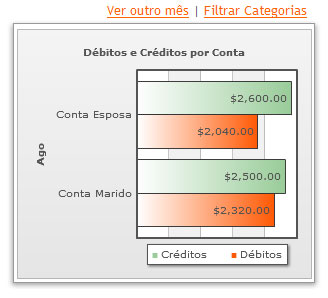 Ver outro mês | Filtrar Categorias
Débitos e Créditos por Conta
Ago
Conta Esposa
$2,600.00
$2,040.00
Conta Marido
$2,500.00
$2,320.00
Créditos Débitos